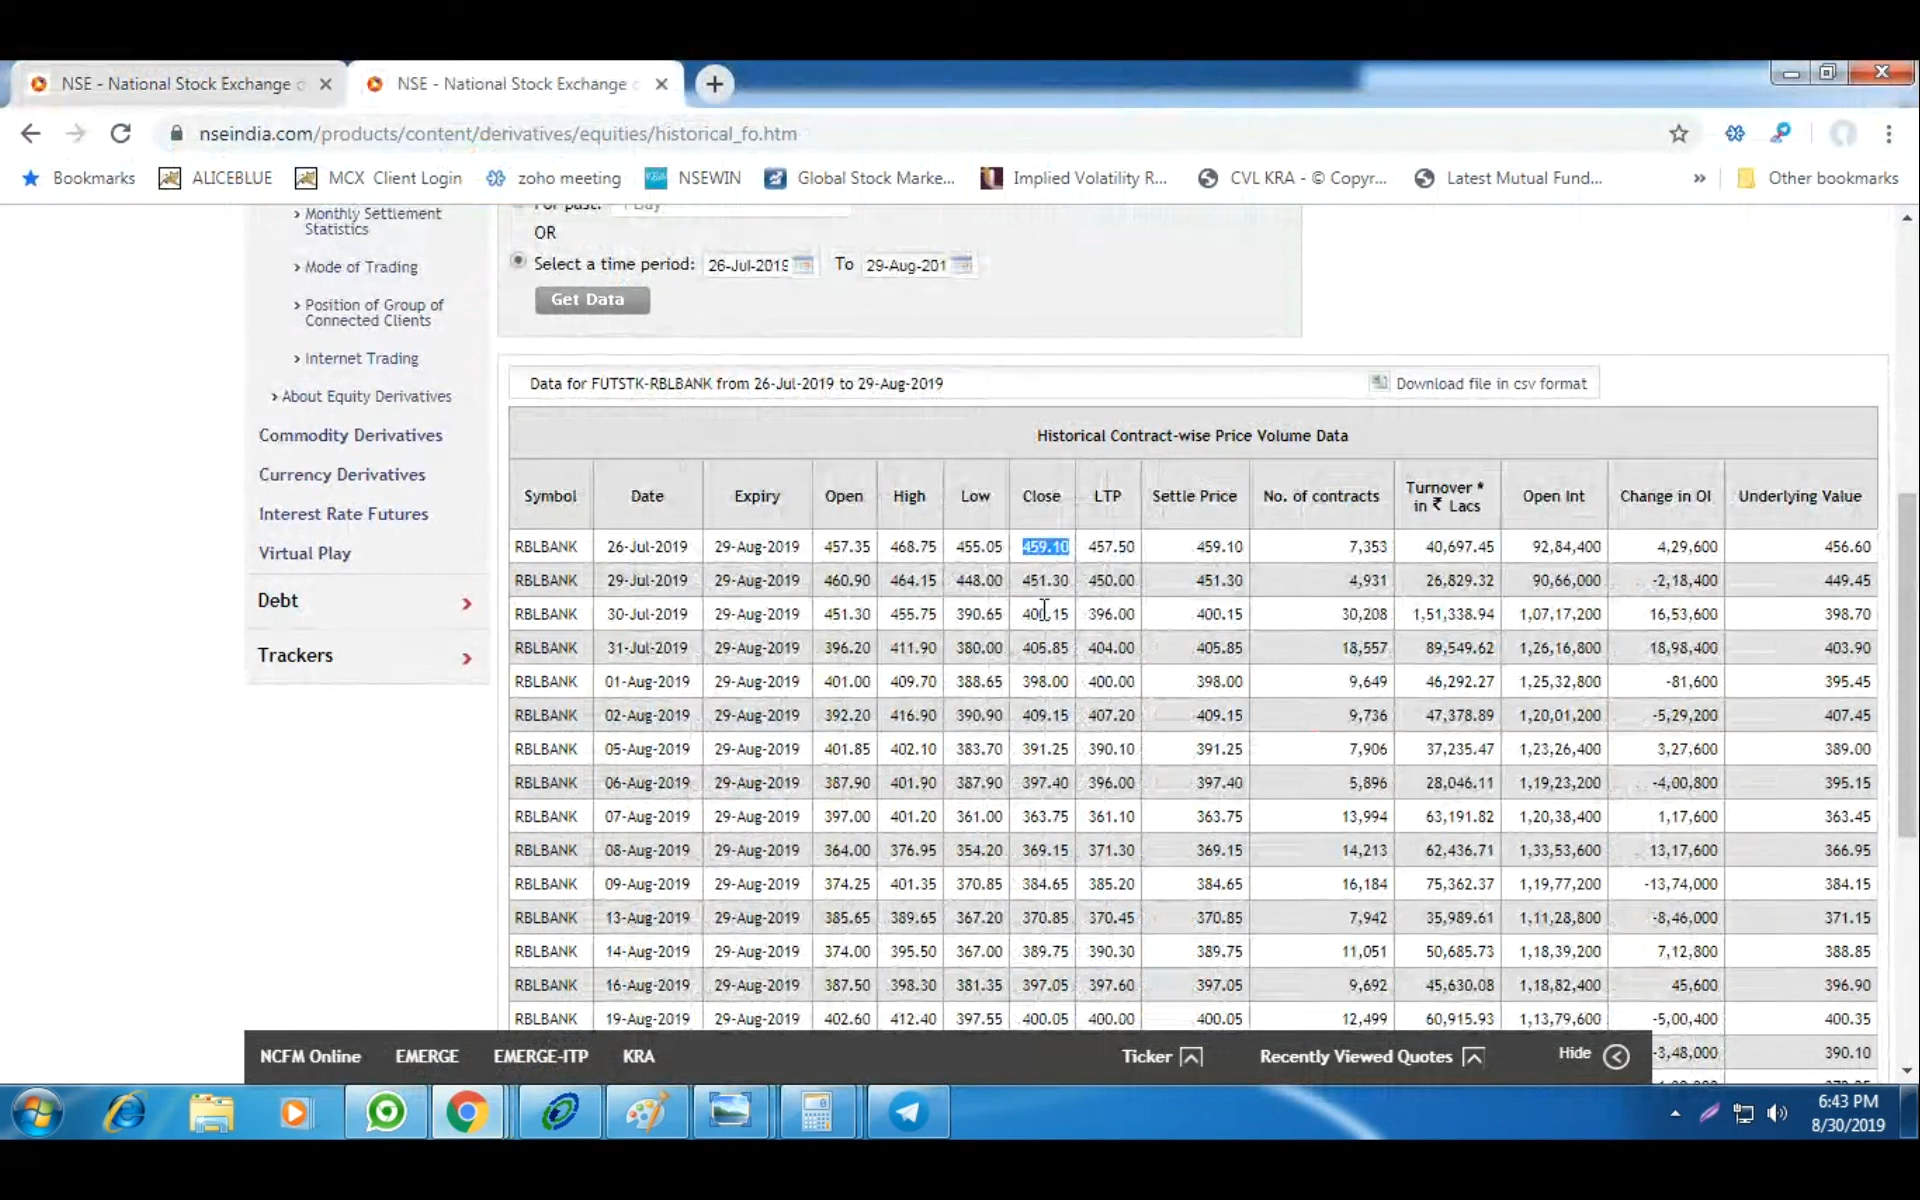 NSE - National Stock Exchange o
NSE - National Stock Exchange o
nseindia.com/products/content/derivatives/equities/historical_fo.htm
Bookmarks ALICEBLUE MCX Client Login zoho meeting NSEWIN Global Stock Marke... Implied Volatility R... CVL KRA - © Copyr... Latest Mutual Fund... » Other bookmarks
› Monthly Settlement
Statistics
› Mode of Trading
› Position of Group of
Connected Clients
› Internet Trading
› About Equity Derivatives
Commodity Derivatives
Currency Derivatives
Interest Rate Futures
Virtual Play
Debt
Trackers
For past:
OR
Select a time period: 26-Jul-2019 To 29-Aug-201
Get Data
Data for FUTSTK-RBLBANK from 26-Jul-2019 to 29-Aug-2019 Download file in csv format
Historical Contract-wise Price Volume Data
Symbol Date Expiry Open High Low Close LTP Settle Price No. of contracts Turnover * in ₹ Lacs Open Int Change in OI Underlying Value
RBLBANK 26-Jul-2019 29-Aug-2019 457.35 468.75 455.05 459.10 457.50 459.10 7,353 40,697.45 92,84,400 4,29,600 456.60
RBLBANK 29-Jul-2019 29-Aug-2019 460.90 464.15 448.00 451.30 450.00 451.30 4,931 26,829.32 90,66,000 -2,18,400 449.45
RBLBANK 30-Jul-2019 29-Aug-2019 451.30 455.75 390.65 400.15 396.00 400.15 30,208 1,51,338.94 1,07,17,200 16,53,600 398.70
RBLBANK 31-Jul-2019 29-Aug-2019 396.20 411.90 380.00 405.85 404.00 405.85 18,557 89,549.62 1,26,16,800 18,98,400 403.90
RBLBANK 01-Aug-2019 29-Aug-2019 401.00 409.70 388.65 398.00 400.00 398.00 9,649 46,292.27 1,25,32,800 -81,600 395.45
RBLBANK 02-Aug-2019 29-Aug-2019 392.20 416.90 390.90 409.15 407.20 409.15 9,736 47,378.89 1,20,01,200 -5,29,200 407.45
RBLBANK 05-Aug-2019 29-Aug-2019 401.85 402.10 383.70 391.25 390.10 391.25 7,906 37,235.47 1,23,26,400 3,27,600 389.00
RBLBANK 06-Aug-2019 29-Aug-2019 387.90 401.90 387.90 397.40 396.00 397.40 5,896 28,046.11 1,19,23,200 -4,00,800 395.15
RBLBANK 07-Aug-2019 29-Aug-2019 397.00 401.20 361.00 363.75 361.10 363.75 13,994 63,191.82 1,20,38,400 1,17,600 363.45
RBLBANK 08-Aug-2019 29-Aug-2019 364.00 376.95 354.20 369.15 371.30 369.15 14,213 62,436.71 1,33,53,600 13,17,600 366.95
RBLBANK 09-Aug-2019 29-Aug-2019 374.25 401.35 370.85 384.65 385.20 384.65 16,184 75,362.37 1,19,77,200 -13,74,000 384.15
RBLBANK 13-Aug-2019 29-Aug-2019 385.65 389.65 367.20 370.85 370.45 370.85 7,942 35,989.61 1,11,28,800 -8,46,000 371.15
RBLBANK 14-Aug-2019 29-Aug-2019 374.00 395.50 367.00 389.75 390.30 389.75 11,051 50,685.73 1,18,39,200 7,12,800 388.85
RBLBANK 16-Aug-2019 29-Aug-2019 387.50 398.30 381.35 397.05 397.60 397.05 9,692 45,630.08 1,18,82,400 45,600 396.90
RBLBANK 19-Aug-2019 29-Aug-2019 402.60 412.40 397.55 400.05 400.00 400.05 12,499 60,915.93 1,13,79,600 -5,00,400 400.35
-3,48,000 390.10
NCFM Online EMERGE EMERGE-ITP KRA Ticker Recently Viewed Quotes Hide
6:43 PM
8/30/2019